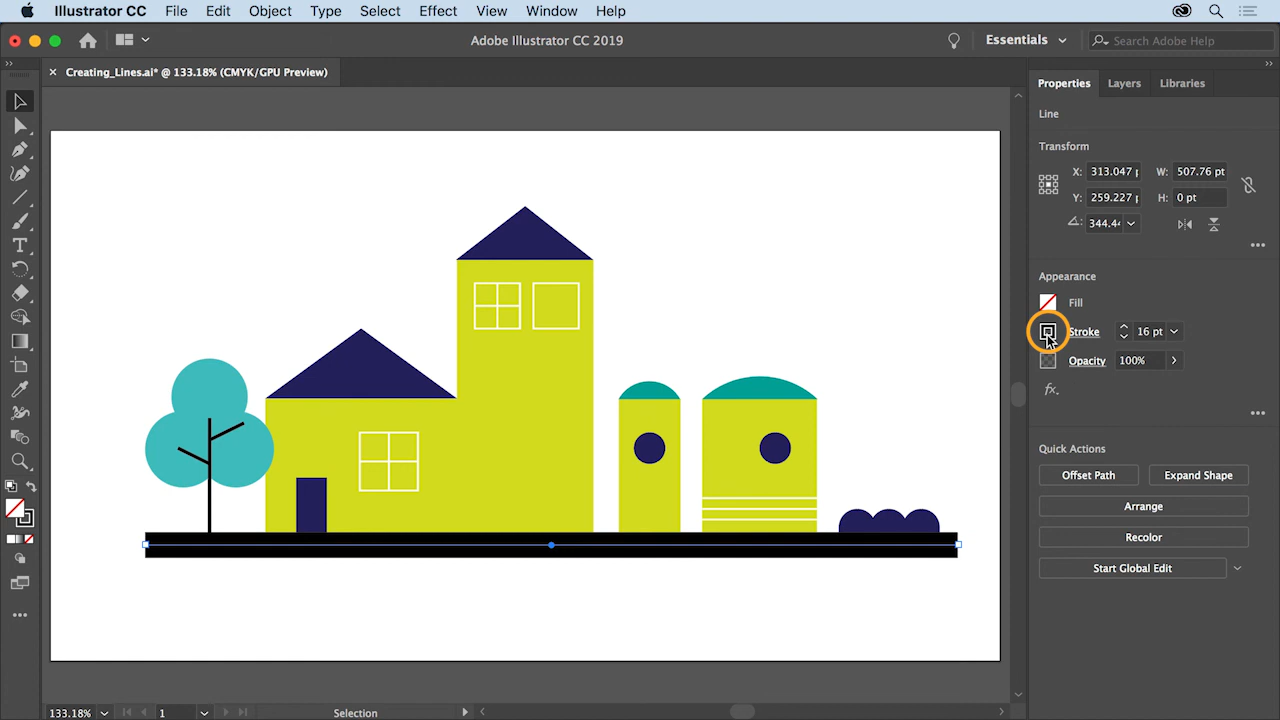 Illustrator CC File Edit Object Type Select Effect View Window Help
Adobe Illustrator CC 2019
Essentials
Search Adobe Help
× Creating_Lines.ai* @ 133.18% (CMYK/GPU Preview)
Properties Layers Libraries
Line
Transform
X: 313.047 p W: 507.76 pt
Y: 259.227 p H: 0 pt
344.44
Appearance
Fill
Stroke 16 pt
Opacity 100%
fx.
Quick Actions
Offset Path Expand Shape
Arrange
Recolor
Start Global Edit
133.18% 1 Selection